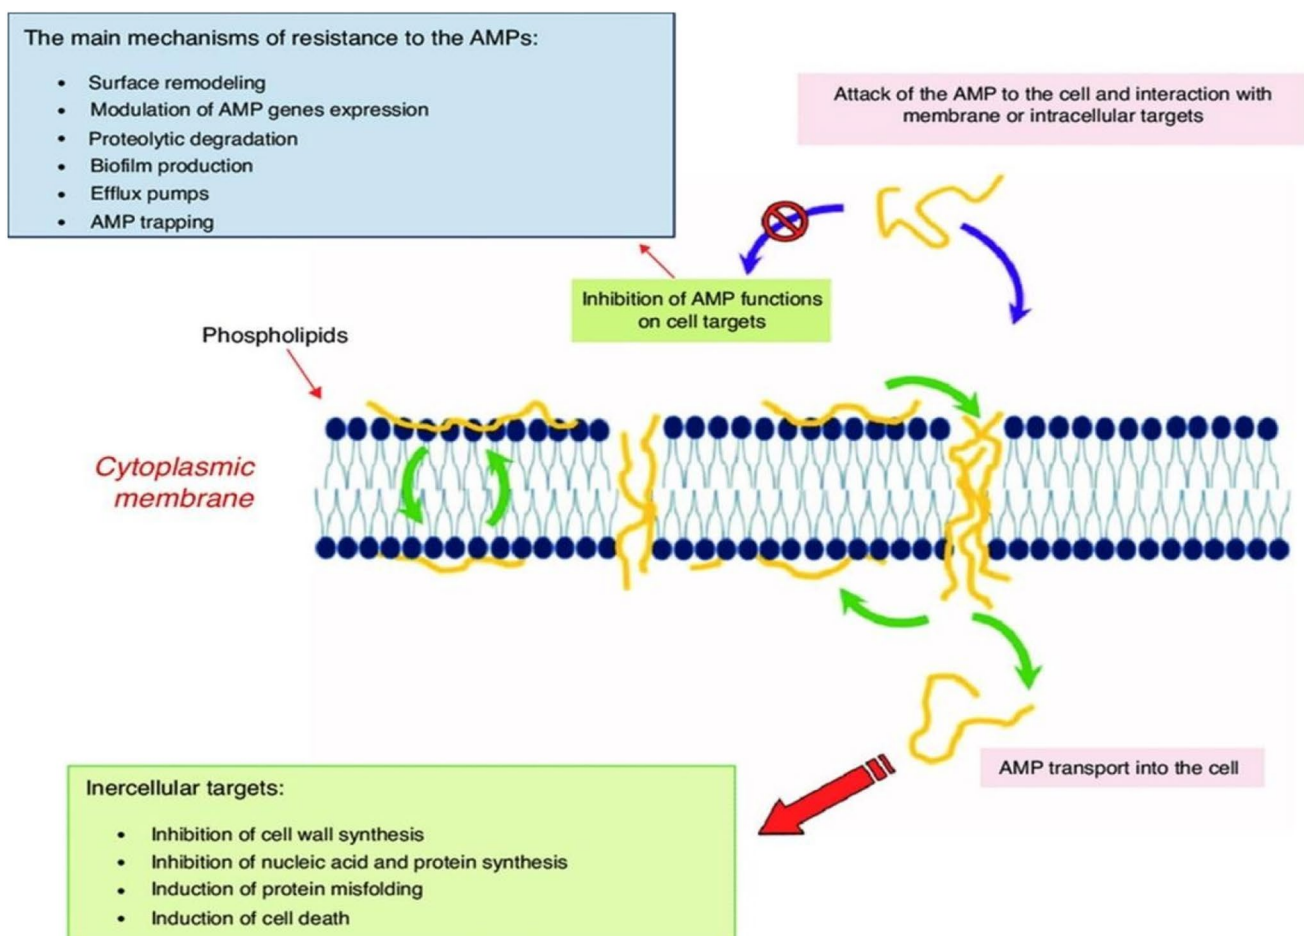 The main mechanisms of resistance to the AMPs:
• Surface remodeling
• Modulation of AMP genes expression
• Proteolytic degradation
• Biofilm production
• Efflux pumps
• AMP trapping
Attack of the AMP to the cell and interaction with
membrane or intracellular targets
Inhibition of AMP functions
on cell targets
Phospholipids
Cytoplasmic
membrane
AMP transport into the cell
Inercellular targets:
• Inhibition of cell wall synthesis
• Inhibition of nucleic acid and protein synthesis
• Induction of protein misfolding
• Induction of cell death